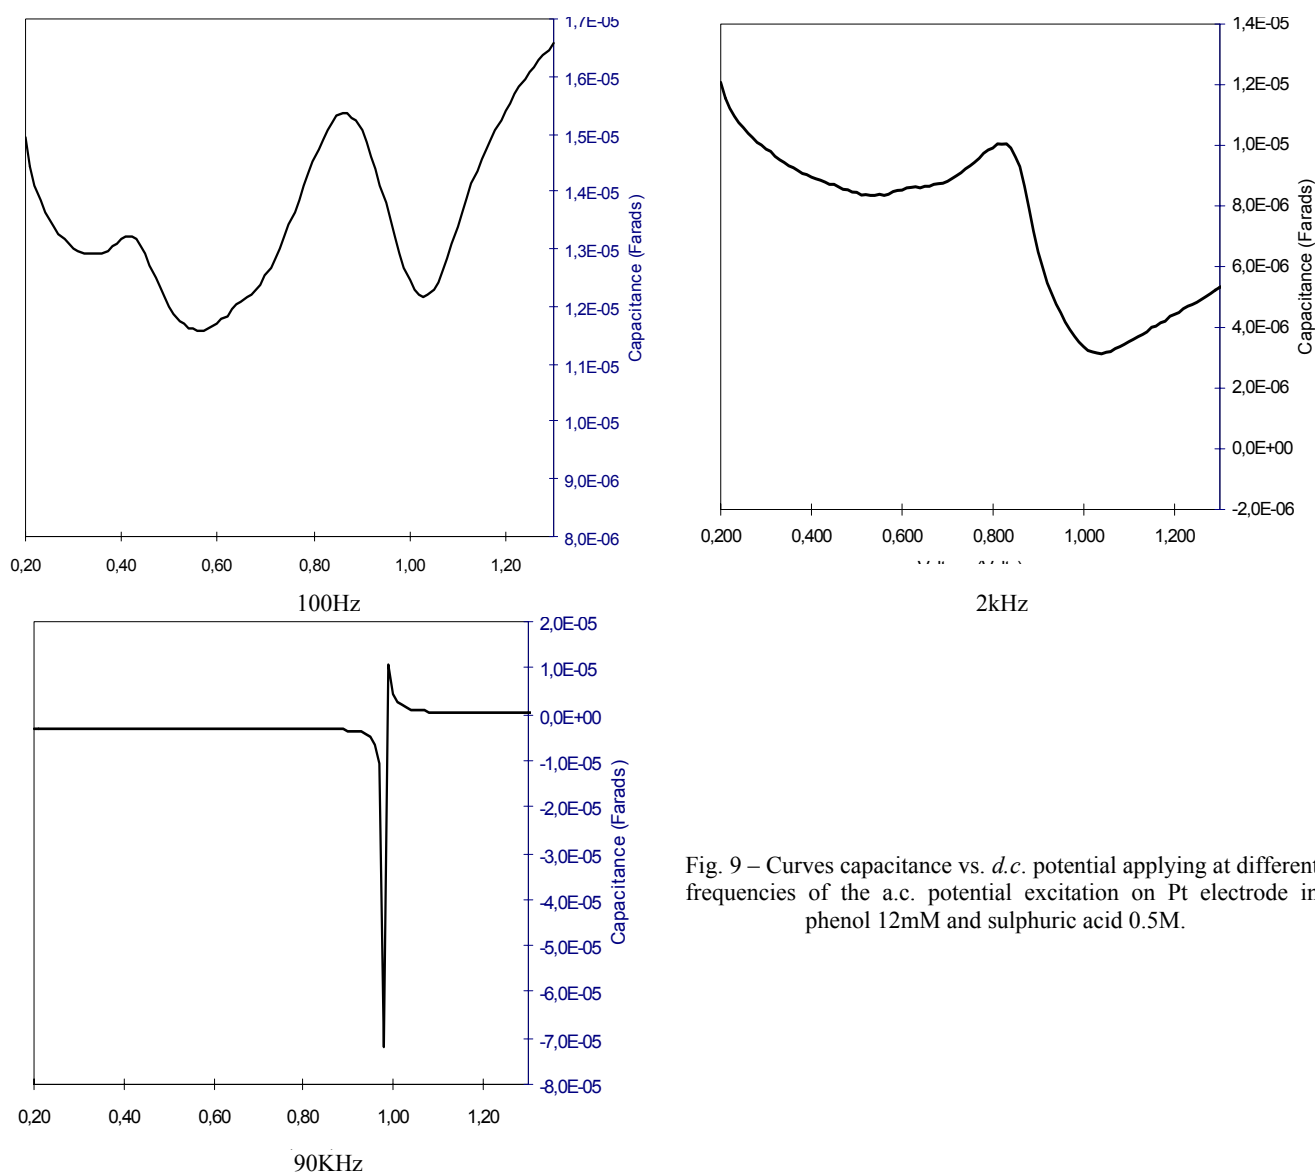 1,7E-05
1,6E-05
1,5E-05
1,4E-05
1,3E-05
1,2E-05
1,1E-05
1,0E-05
9,0E-06
8,0E-06
Capacitance (Farads)
0,20 0,40 0,60 0,80 1,00 1,20
100Hz
1,4E-05
1,2E-05
1,0E-05
8,0E-06
6,0E-06
4,0E-06
2,0E-06
0,0E+00
-2,0E-06
Capacitance (Farads)
0,200 0,400 0,600 0,800 1,000 1,200
2kHz
2,0E-05
1,0E-05
0,0E+00
-1,0E-05
-2,0E-05
-3,0E-05
-4,0E-05
-5,0E-05
-6,0E-05
-7,0E-05
-8,0E-05
Capacitance (Farads)
0,20 0,40 0,60 0,80 1,00 1,20
90KHz
Fig. 9 – Curves capacitance vs. d.c. potential applying at different
frequencies of the a.c. potential excitation on Pt electrode in
phenol 12mM and sulphuric acid 0.5M.